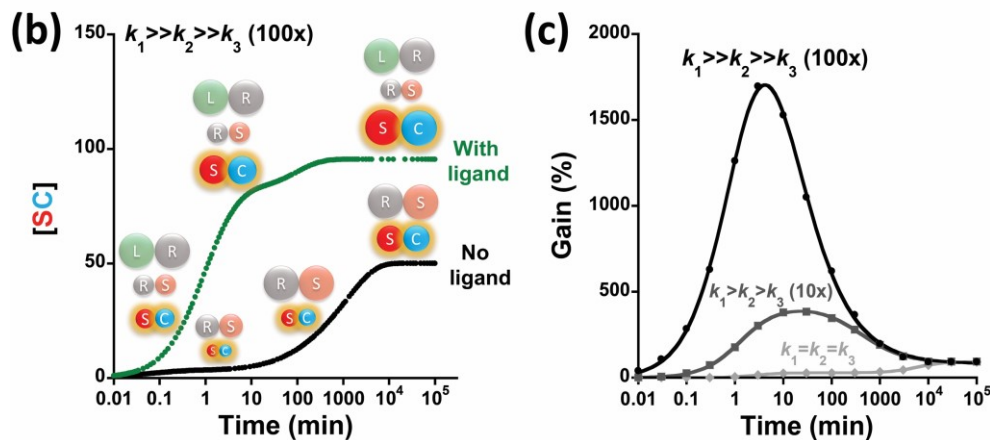 (b)
k₁>>k₂>>k₃ (100x)
150
100
50
0
[SC]
L R
R S
S C
L R
R S
S C
L R
R S
S C
With
ligand
R S
S C
No
ligand
R S
S C
R S
S C
0.01 0.1 1 10 100 1000 10⁴ 10⁵
Time (min)
(c)
2000
1500
1000
500
0
Gain (%)
k₁>>k₂>>k₃ (100x)
k₁>k₂>k₃ (10x)
k₁=k₂=k₃
0.01 0.1 1 10 100 1000 10⁴ 10⁵
Time (min)